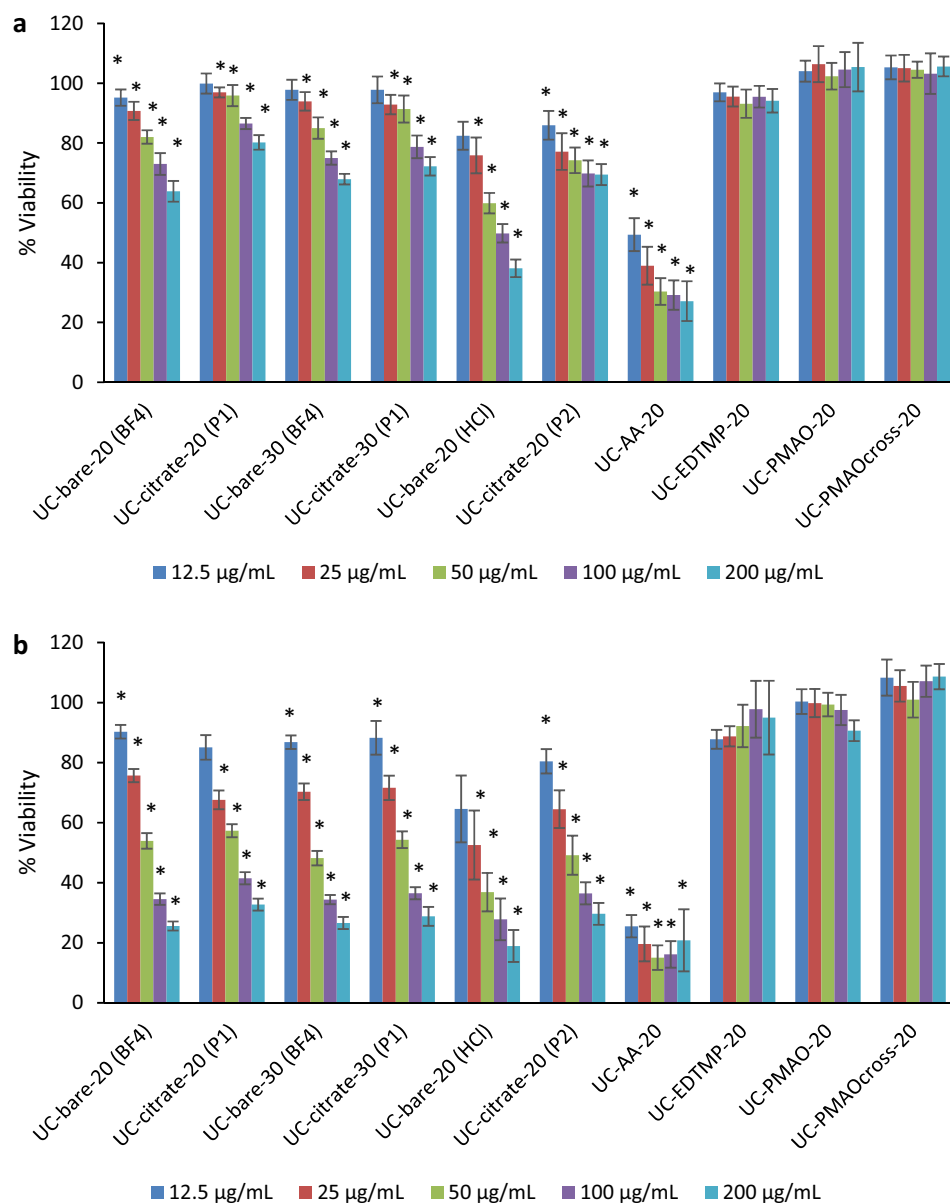 a
120
100
80
60
40
20
0
% Viability
* * * * *
* * * *
* * * *
* * * *
* * * *
* * * * *
* * * * *
UC-bare-20 (BF4)
UC-citrate-20 (P1)
UC-bare-30 (BF4)
UC-citrate-30 (P1)
UC-bare-20 (HCl)
UC-citrate-20 (P2)
UC-AA-20
UC-EDTMP-20
UC-PMAO-20
UC-PMAOcross-20
12.5 µg/mL 25 µg/mL 50 µg/mL 100 µg/mL 200 µg/mL
b
120
100
80
60
40
20
0
% Viability
* * * * *
* * * *
* * * * *
* * * * *
* * * *
* * * * *
* * * * *
UC-bare-20 (BF4)
UC-citrate-20 (P1)
UC-bare-30 (BF4)
UC-citrate-30 (P1)
UC-bare-20 (HCl)
UC-citrate-20 (P2)
UC-AA-20
UC-EDTMP-20
UC-PMAO-20
UC-PMAOcross-20
12.5 µg/mL 25 µg/mL 50 µg/mL 100 µg/mL 200 µg/mL